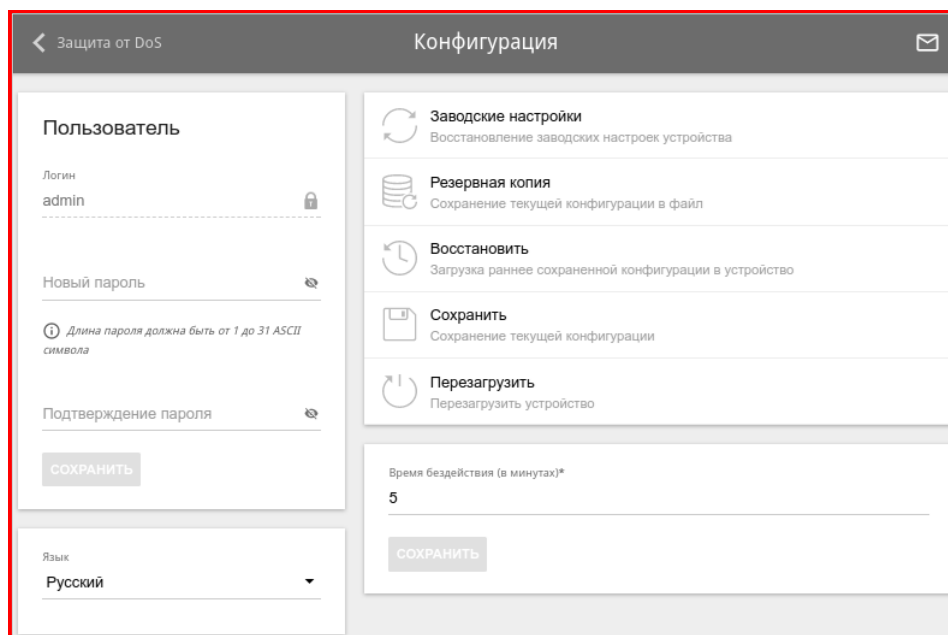 Защита от DoS
Конфигурация
Пользователь
Логин
admin
Новый пароль
Длина пароля должна быть от 1 до 31 ASCII
символа
Подтверждение пароля
СОХРАНИТЬ
Язык
Русский
Заводские настройки
Восстановление заводских настроек устройства
Резервная копия
Сохранение текущей конфигурации в файл
Восстановить
Загрузка раннее сохраненной конфигурации в устройство
Сохранить
Сохранение текущей конфигурации
Перезагрузить
Перезагрузить устройство
Время бездействия (в минутах)*
5
СОХРАНИТЬ